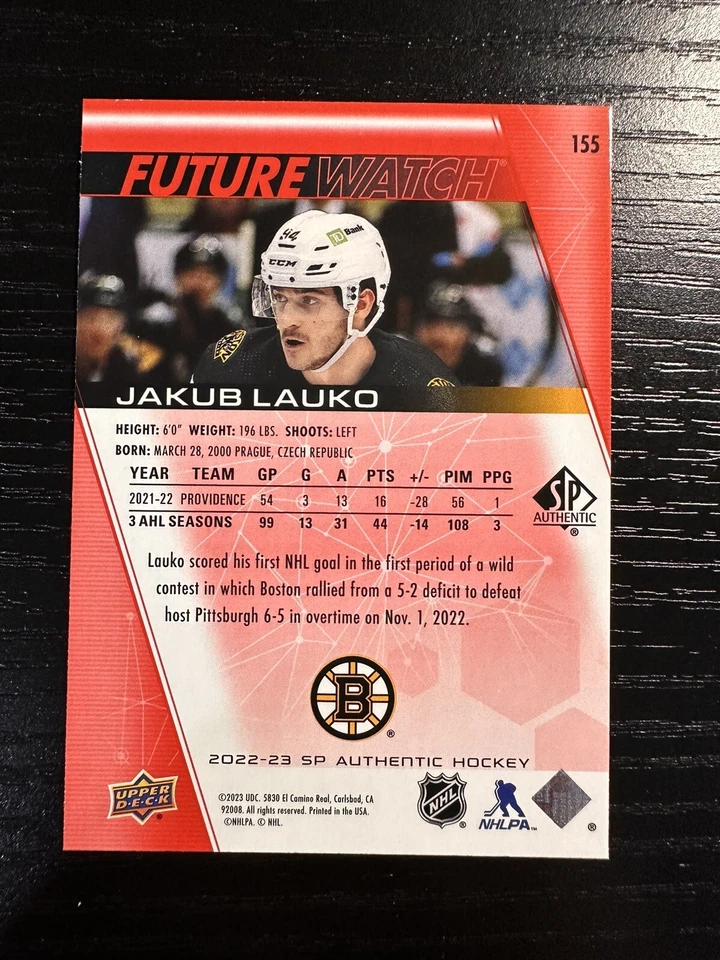 155
FUTURE WATCH®
94
TD Bank
CCM
JAKUB LAUKO
HEIGHT: 6'0" WEIGHT: 196 LBS. SHOOTS: LEFT
BORN: MARCH 28, 2000 PRAGUE, CZECH REPUBLIC
YEAR TEAM GP G A PTS +/- PIM PPG
2021-22 PROVIDENCE 54 3 13 16 -28 56 1
3 AHL SEASONS 99 13 31 44 -14 108 3
SP
AUTHENTIC
®
Lauko scored his first NHL goal in the first period of a wild
contest in which Boston rallied from a 5-2 deficit to defeat
host Pittsburgh 6-5 in overtime on Nov. 1, 2022.
B
®
2022-23 SP AUTHENTIC HOCKEY
UPPER
D·E·C·K
®
©2023 UDC. 5830 El Camino Real, Carlsbad, CA
92008. All rights reserved. Printed in the USA.
©NHLPA. © NHL.
NHL
®
NHLPA™
®